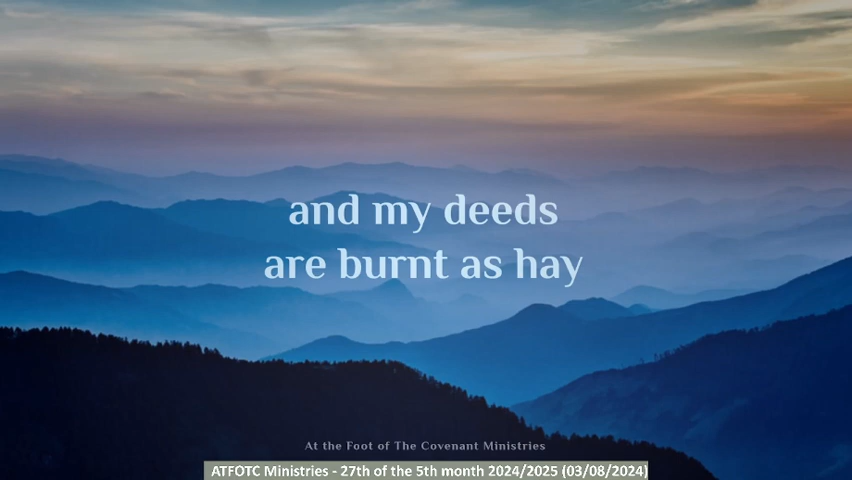 and my deeds
are burnt as hay
At the Foot of The Covenant Ministries
ATFOTC Ministries - 27th of the 5th month 2024/2025 (03/08/2024)